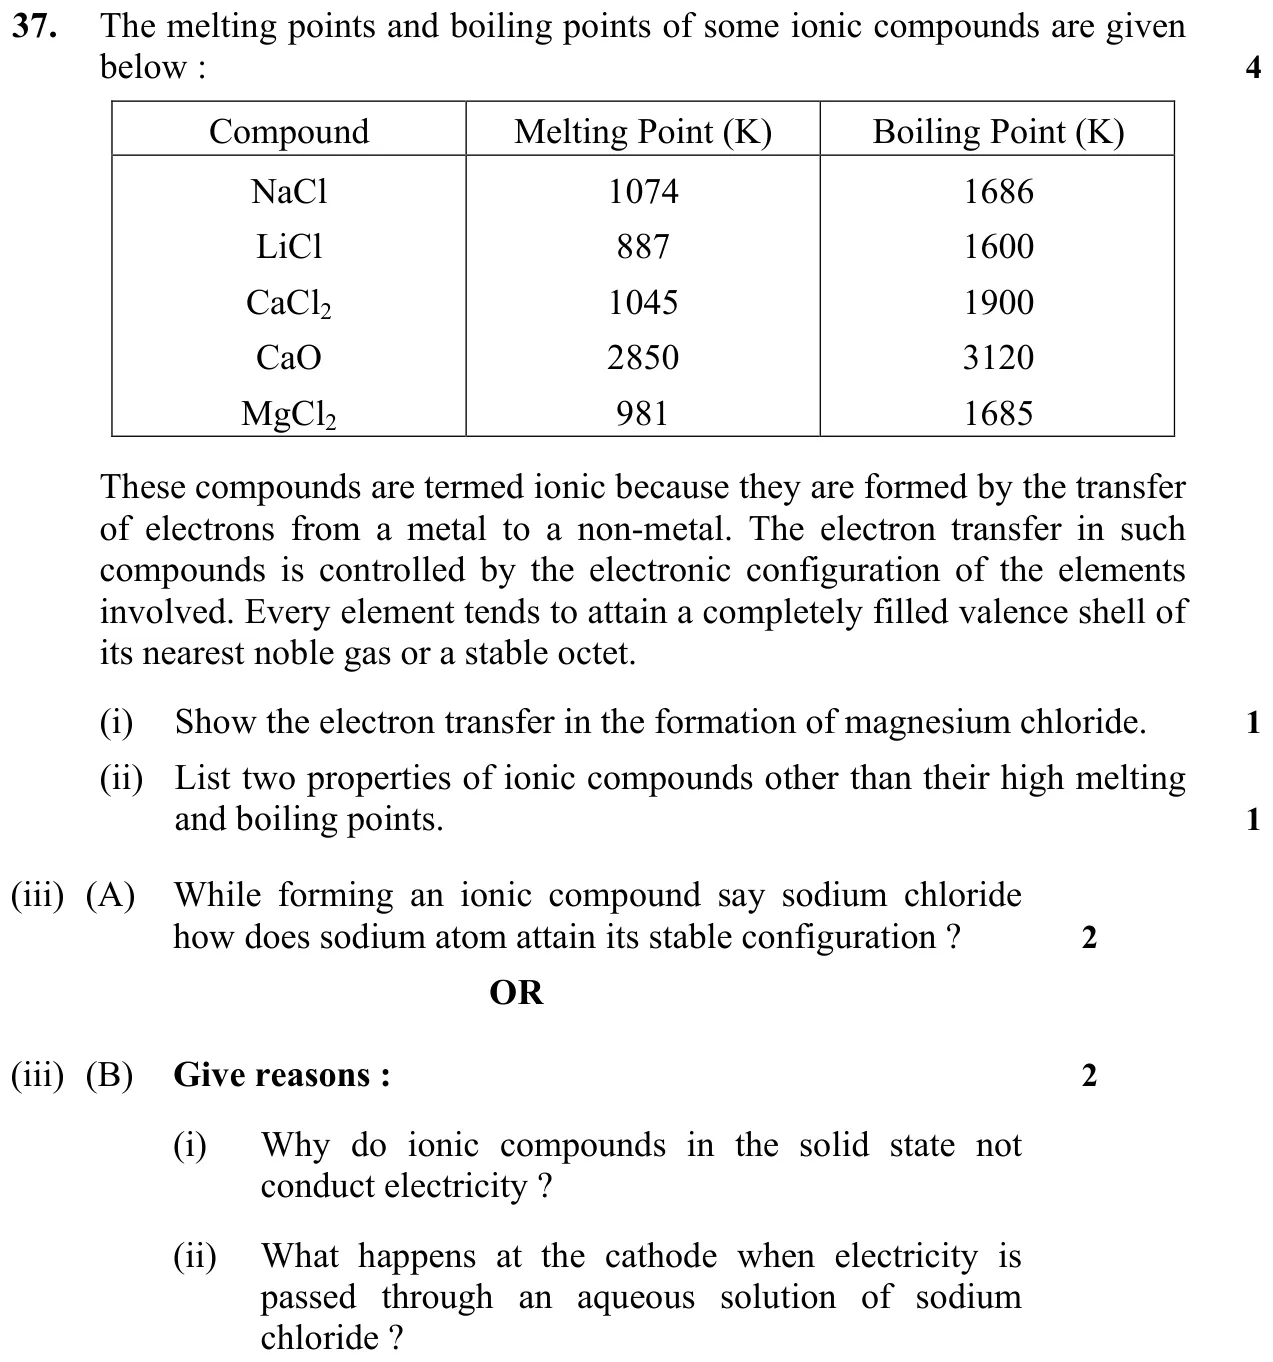 37. The melting points and boiling points of some ionic compounds are given
below : 4
Compound Melting Point (K) Boiling Point (K)
NaCl 1074 1686
LiCl 887 1600
CaCl₂ 1045 1900
CaO 2850 3120
MgCl₂ 981 1685
These compounds are termed ionic because they are formed by the transfer
of electrons from a metal to a non-metal. The electron transfer in such
compounds is controlled by the electronic configuration of the elements
involved. Every element tends to attain a completely filled valence shell of
its nearest noble gas or a stable octet.
(i) Show the electron transfer in the formation of magnesium chloride. 1
(ii) List two properties of ionic compounds other than their high melting
and boiling points. 1
(iii) (A) While forming an ionic compound say sodium chloride
how does sodium atom attain its stable configuration ? 2
OR
(iii) (B) Give reasons : 2
(i) Why do ionic compounds in the solid state not
conduct electricity ?
(ii) What happens at the cathode when electricity is
passed through an aqueous solution of sodium
chloride ?